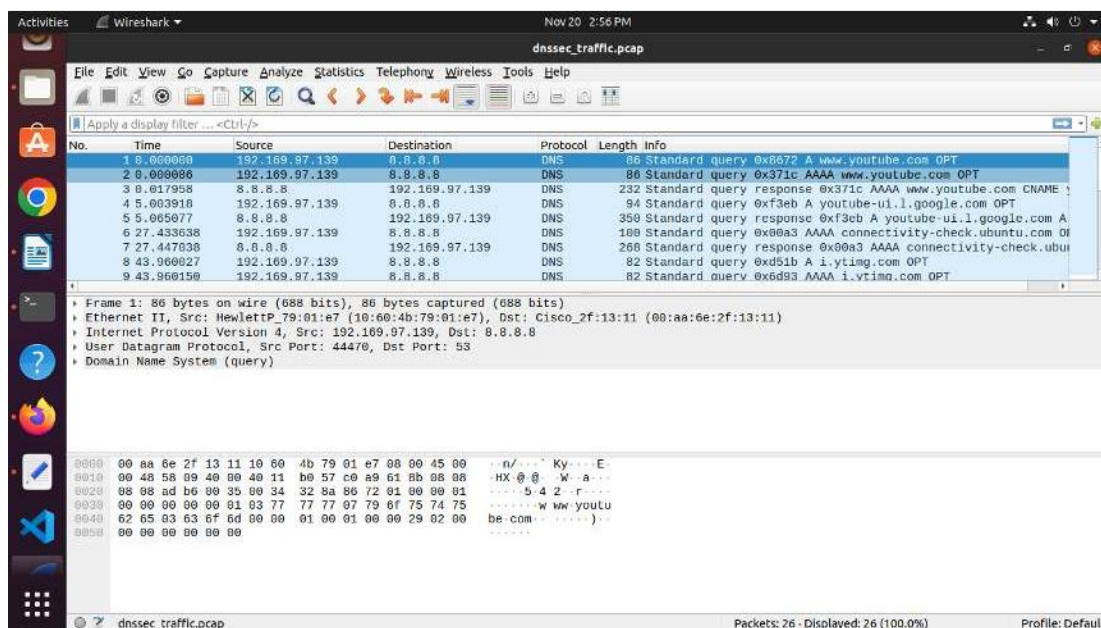 Activities Wireshark Nov 20 2:56 PM
dnssec_traffic.pcap
File Edit View Go Capture Analyze Statistics Telephony Wireless Tools Help
Apply a display filter ... <Ctrl-/>
No. Time Source Destination Protocol Length Info
1 0.000000 192.169.97.139 8.8.8.8 DNS 86 Standard query 0x8672 A www.youtube.com OPT
2 0.000086 192.169.97.139 8.8.8.8 DNS 86 Standard query 0x371c AAAA www.youtube.com OPT
3 0.017958 8.8.8.8 192.169.97.139 DNS 232 Standard query response 0x371c AAAA www.youtube.com CNAME y
4 5.003918 192.169.97.139 8.8.8.8 DNS 94 Standard query 0xf3eb A youtube-ui.l.google.com OPT
5 5.065077 8.8.8.8 192.169.97.139 DNS 350 Standard query response 0xf3eb A youtube-ui.l.google.com A
6 27.433638 192.169.97.139 8.8.8.8 DNS 100 Standard query 0x00a3 AAAA connectivity-check.ubuntu.com O
7 27.447038 8.8.8.8 192.169.97.139 DNS 268 Standard query response 0x00a3 AAAA connectivity-check.ubu
8 43.960027 192.169.97.139 8.8.8.8 DNS 82 Standard query 0xd51b A i.ytimg.com OPT
9 43.960150 192.169.97.139 8.8.8.8 DNS 82 Standard query 0x6d93 AAAA i.ytimg.com OPT
Frame 1: 86 bytes on wire (688 bits), 86 bytes captured (688 bits)
Ethernet II, Src: HewlettP_79:01:e7 (10:60:4b:79:01:e7), Dst: Cisco_2f:13:11 (00:aa:6e:2f:13:11)
Internet Protocol Version 4, Src: 192.169.97.139, Dst: 8.8.8.8
User Datagram Protocol, Src Port: 44470, Dst Port: 53
Domain Name System (query)
0000 00 aa 6e 2f 13 11 10 60 4b 79 01 e7 08 00 45 00 ··n/···` Ky····E·
0010 00 48 58 09 40 00 40 11 b0 57 c0 a9 61 8b 08 08 ·HX·@·@· ·W··a···
0020 08 08 ad b6 00 35 00 34 32 8a 86 72 01 00 00 01 ·····5·4 2··r····
0030 00 00 00 00 00 01 03 77 77 77 07 79 6f 75 74 75 ·······w ww·youtu
0040 62 65 03 63 6f 6d 00 00 01 00 01 00 00 29 02 00 be·com·· ·····)··
0050 00 00 00 00 00 00 ······
dnssec_traffic.pcap Packets: 26 · Displayed: 26 (100.0%) Profile: Defaul